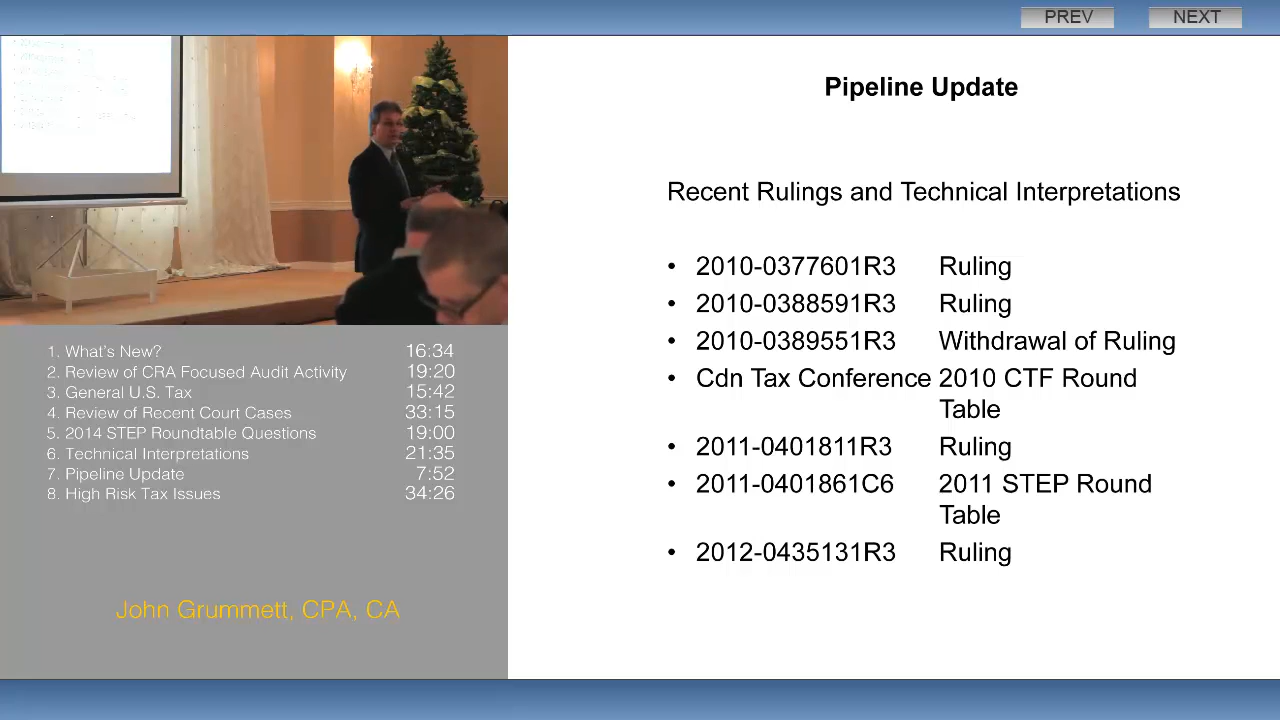 PREV NEXT
Pipeline Update
Recent Rulings and Technical Interpretations
• 2010-0377601R3 Ruling
• 2010-0388591R3 Ruling
• 2010-0389551R3 Withdrawal of Ruling
• Cdn Tax Conference 2010 CTF Round
Table
• 2011-0401811R3 Ruling
• 2011-0401861C6 2011 STEP Round
Table
• 2012-0435131R3 Ruling
1. What's New? 16:34
2. Review of CRA Focused Audit Activity 19:20
3. General U.S. Tax 15:42
4. Review of Recent Court Cases 33:15
5. 2014 STEP Roundtable Questions 19:00
6. Technical Interpretations 21:35
7. Pipeline Update 7:52
8. High Risk Tax Issues 34:26
John Grummett, CPA, CA